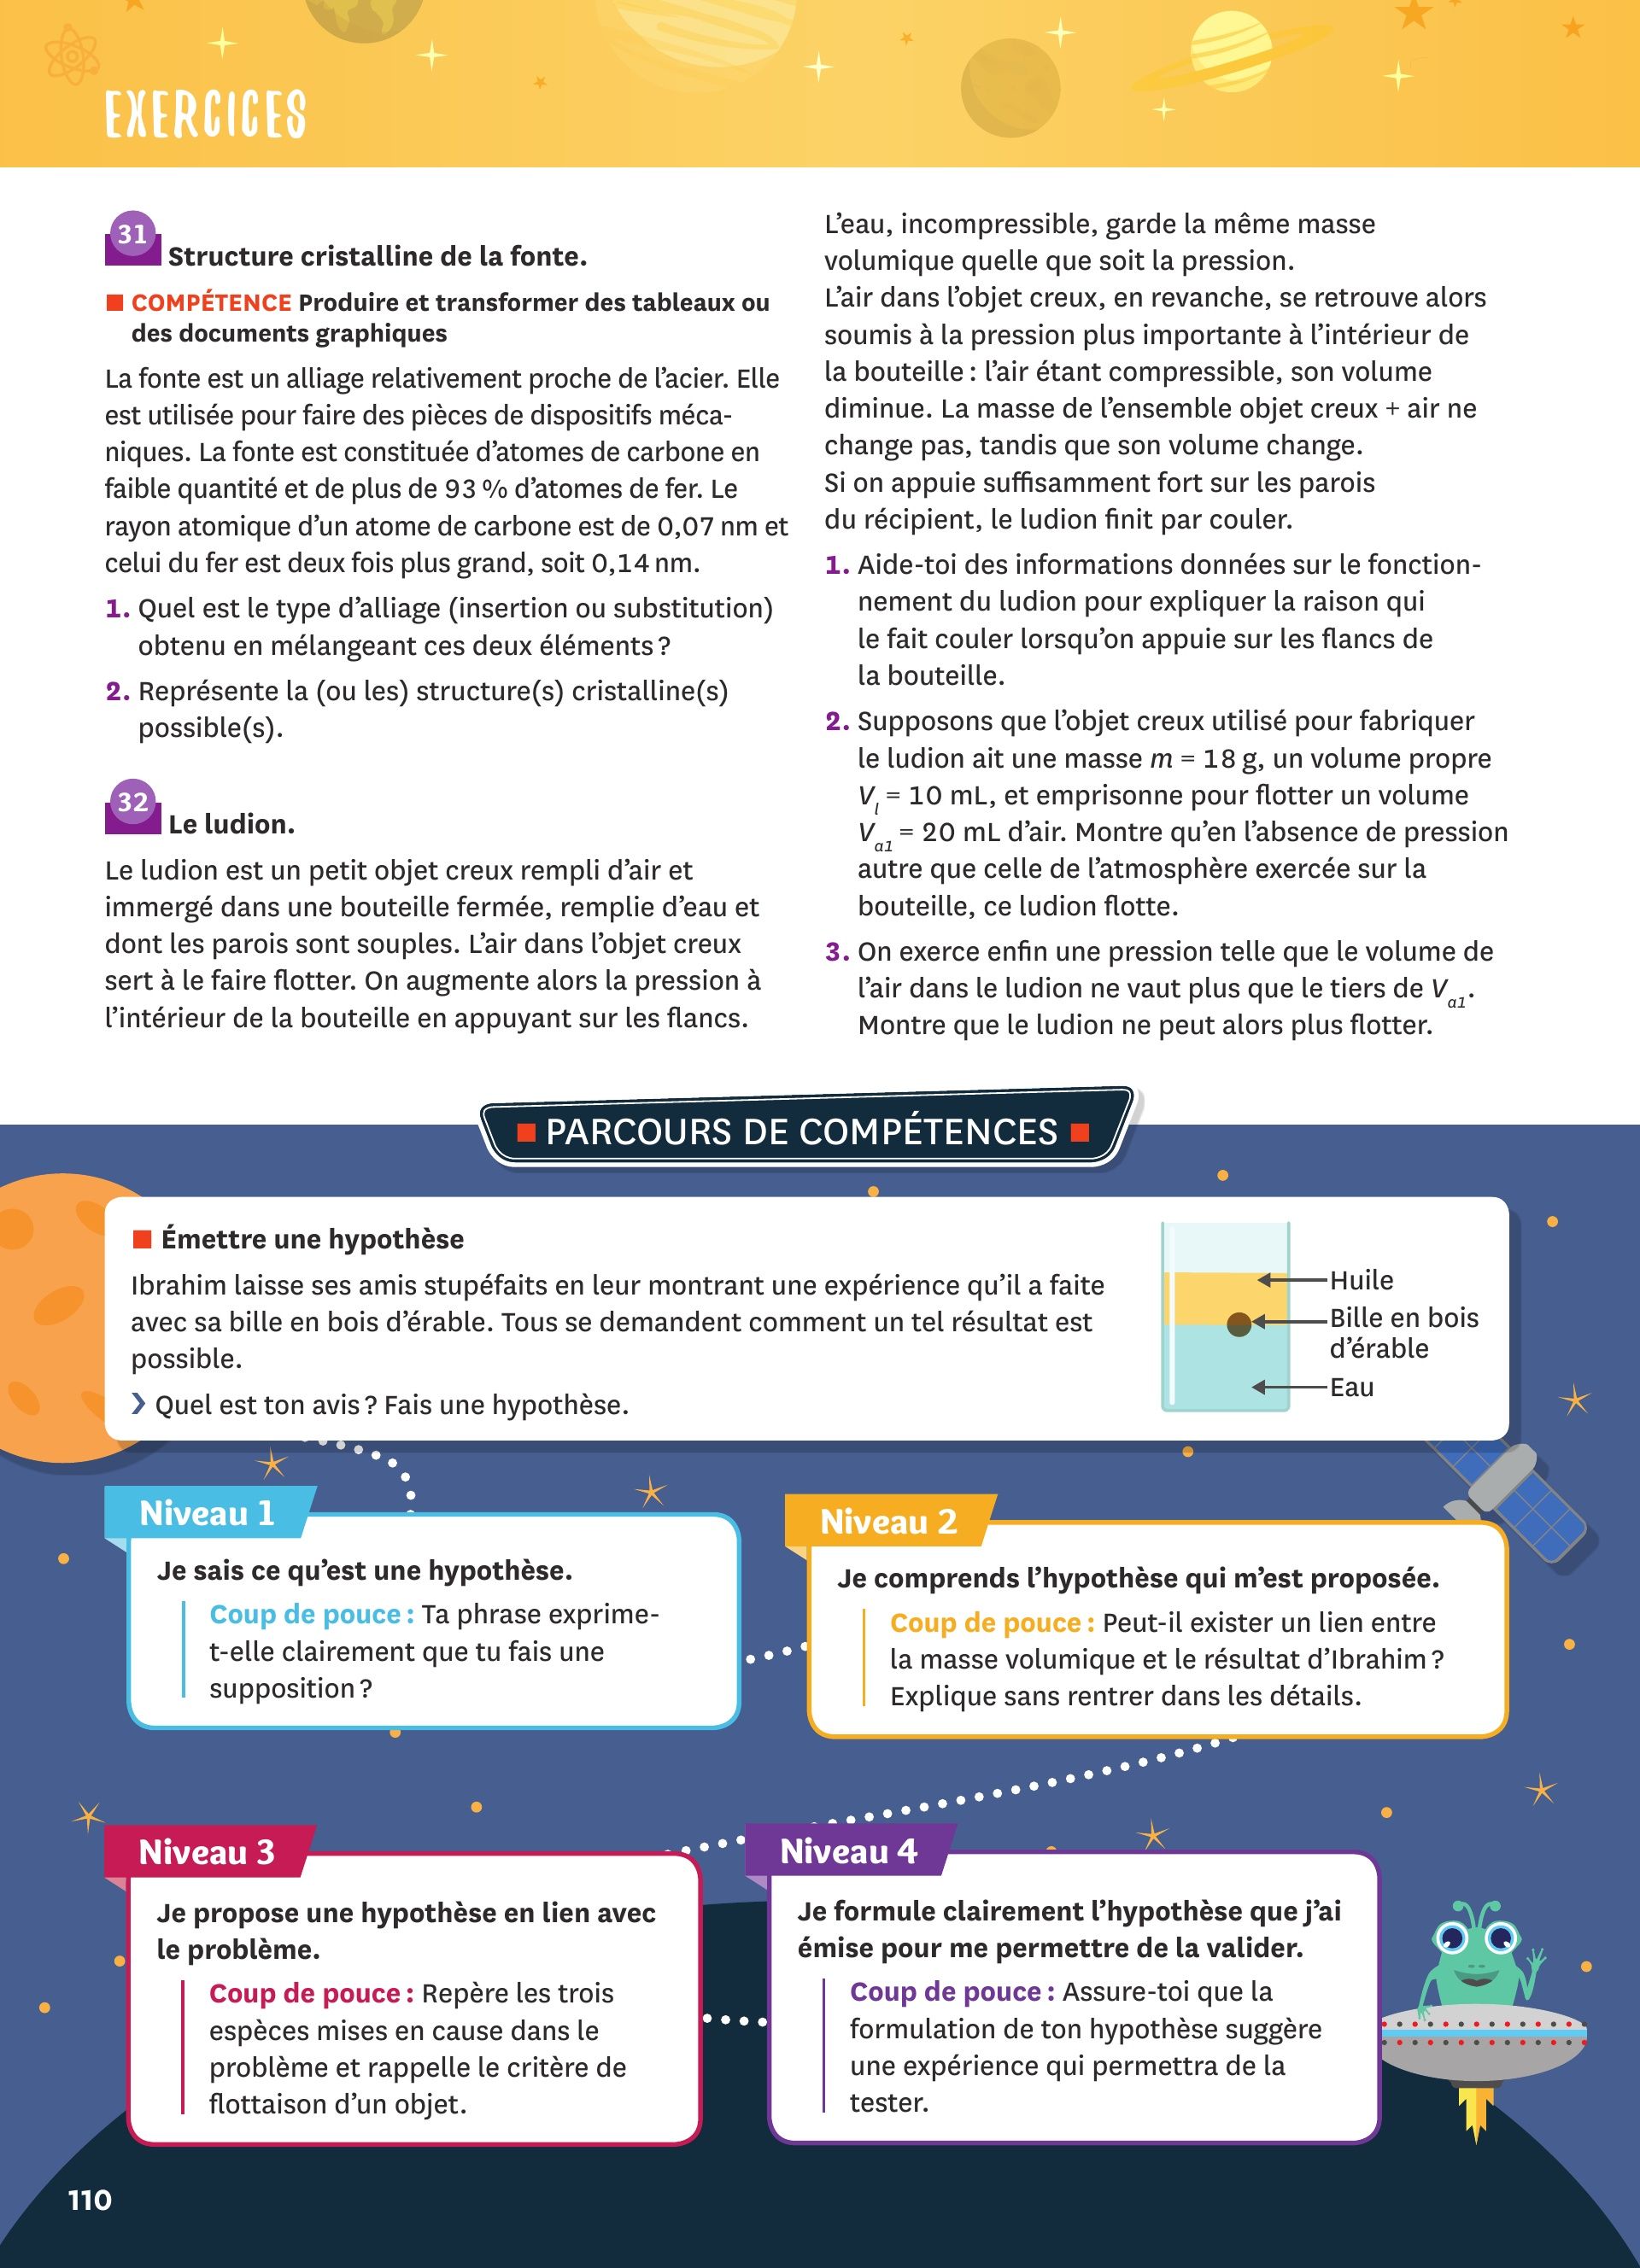 EXERCICES
31 Structure cristalline de la fonte.
COMPÉTENCE Produire et transformer des tableaux ou
des documents graphiques
La fonte est un alliage relativement proche de l’acier. Elle
est utilisée pour faire des pièces de dispositifs méca-
niques. La fonte est constituée d’atomes de carbone en
faible quantité et de plus de 93 % d’atomes de fer. Le
rayon atomique d’un atome de carbone est de 0,07 nm et
celui du fer est deux fois plus grand, soit 0,14 nm.
1. Quel est le type d’alliage (insertion ou substitution)
obtenu en mélangeant ces deux éléments ?
2. Représente la (ou les) structure(s) cristalline(s)
possible(s).
32 Le ludion.
Le ludion est un petit objet creux rempli d’air et
immergé dans une bouteille fermée, remplie d’eau et
dont les parois sont souples. L’air dans l’objet creux
sert à le faire flotter. On augmente alors la pression à
l’intérieur de la bouteille en appuyant sur les flancs.
L’eau, incompressible, garde la même masse
volumique quelle que soit la pression.
L’air dans l’objet creux, en revanche, se retrouve alors
soumis à la pression plus importante à l’intérieur de
la bouteille : l’air étant compressible, son volume
diminue. La masse de l’ensemble objet creux + air ne
change pas, tandis que son volume change.
Si on appuie suffisamment fort sur les parois
du récipient, le ludion finit par couler.
1. Aide-toi des informations données sur le fonction-
nement du ludion pour expliquer la raison qui
le fait couler lorsqu’on appuie sur les flancs de
la bouteille.
2. Supposons que l’objet creux utilisé pour fabriquer
le ludion ait une masse m = 18 g, un volume propre
Vl = 10 mL, et emprisonne pour flotter un volume
Va1 = 20 mL d’air. Montre qu’en l’absence de pression
autre que celle de l’atmosphère exercée sur la
bouteille, ce ludion flotte.
3. On exerce enfin une pression telle que le volume de
l’air dans le ludion ne vaut plus que le tiers de Va1.
Montre que le ludion ne peut alors plus flotter.
PARCOURS DE COMPÉTENCES
Émettre une hypothèse
Ibrahim laisse ses amis stupéfaits en leur montrant une expérience qu’il a faite
avec sa bille en bois d’érable. Tous se demandent comment un tel résultat est
possible.
Quel est ton avis ? Fais une hypothèse.
Huile
Bille en bois
d’érable
Eau
Niveau 1
Je sais ce qu’est une hypothèse.
Coup de pouce : Ta phrase exprime-
t-elle clairement que tu fais une
supposition ?
Niveau 2
Je comprends l’hypothèse qui m’est proposée.
Coup de pouce : Peut-il exister un lien entre
la masse volumique et le résultat d’Ibrahim ?
Explique sans rentrer dans les détails.
Niveau 3
Je propose une hypothèse en lien avec
le problème.
Coup de pouce : Repère les trois
espèces mises en cause dans le
problème et rappelle le critère de
flottaison d’un objet.
Niveau 4
Je formule clairement l’hypothèse que j’ai
émise pour me permettre de la valider.
Coup de pouce : Assure-toi que la
formulation de ton hypothèse suggère
une expérience qui permettra de la
tester.
110